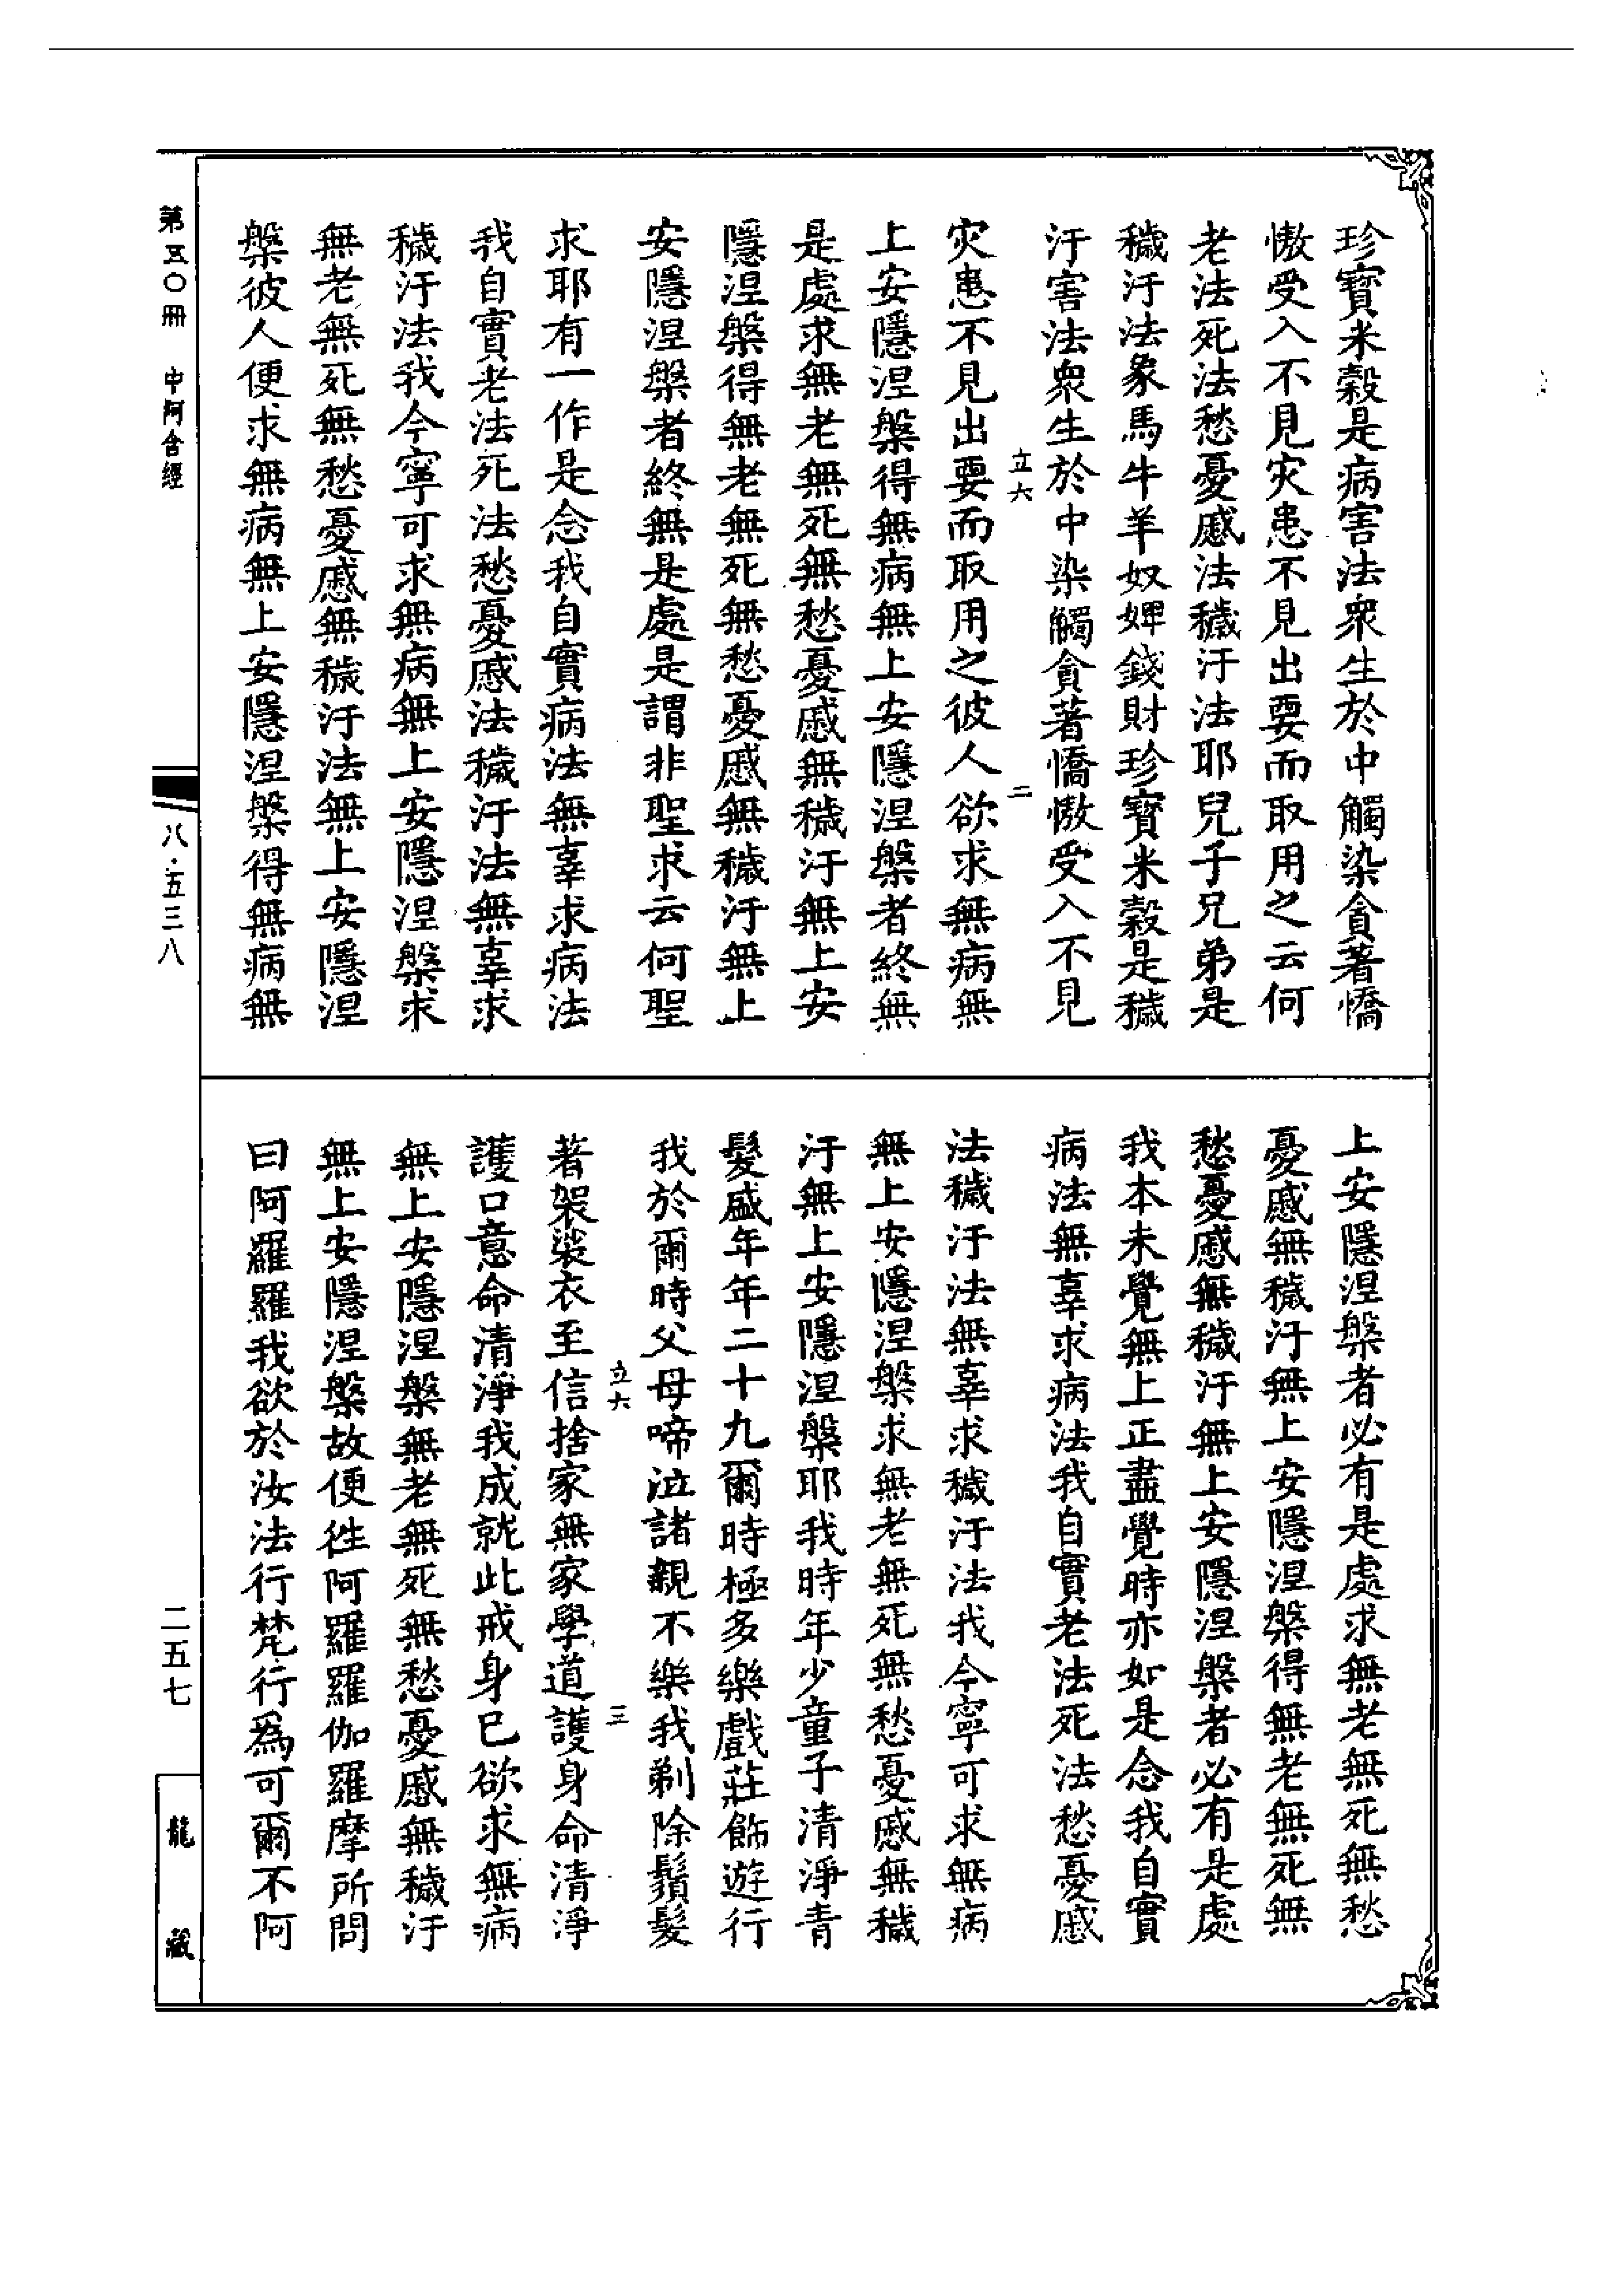 珍寶米穀是病害法衆生於中觸染貪著憍
慠受入不見灾患不見出要而取用之云何
老法死法愁憂慼法穢汙法耶兒子兄弟是
穢汙法象馬牛羊奴婢錢財珍寶米穀是穢
汙害法衆生於中染觸貪著憍慠受入不見
立六 二
灾患不見出要而取用之彼人欲求無病無
上安隱涅槃得無病無上安隱涅槃者終無
是處求無老無死無愁憂慼無穢汙無上安
隱涅槃得無老無死無愁憂慼無穢汙無上
安隱涅槃者終無是處是謂非聖求云何聖
求耶有一作是念我自實病法無辜求病法
我自實老法死法愁憂慼法穢汙法無辜求
穢汙法我今寧可求無病無上安隱涅槃求
無老無死無愁憂慼無穢汙法無上安隱涅
槃彼人便求無病無上安隱涅槃得無病無
上安隱涅槃者必有是處求無老無死無愁
憂慼無穢汙無上安隱涅槃得無老無死無
愁憂慼無穢汙無上安隱涅槃者必有是處
我本未覺無上正盡覺時亦如是念我自實
病法無辜求病法我自實老法死法愁憂慼
法穢汙法無辜求穢汙法我今寧可求無病
無上安隱涅槃求無老無死無愁憂慼無穢
汙無上安隱涅槃耶我時年少童子清淨青
髮盛年年二十九爾時極多樂戲莊飾遊行
我於爾時父母啼泣諸親不樂我剃除鬚髮
立六 三
著袈裟衣至信捨家無家學道護身命清淨
護口意命清淨我成就此戒身已欲求無病
無上安隱涅槃無老無死無愁憂慼無穢汙
無上安隱涅槃故便徃阿羅羅伽羅摩所問
曰阿羅羅我欲於汝法行梵行爲可爾不阿
第五〇冊 中阿含經
八·五三八
二五七
龍藏